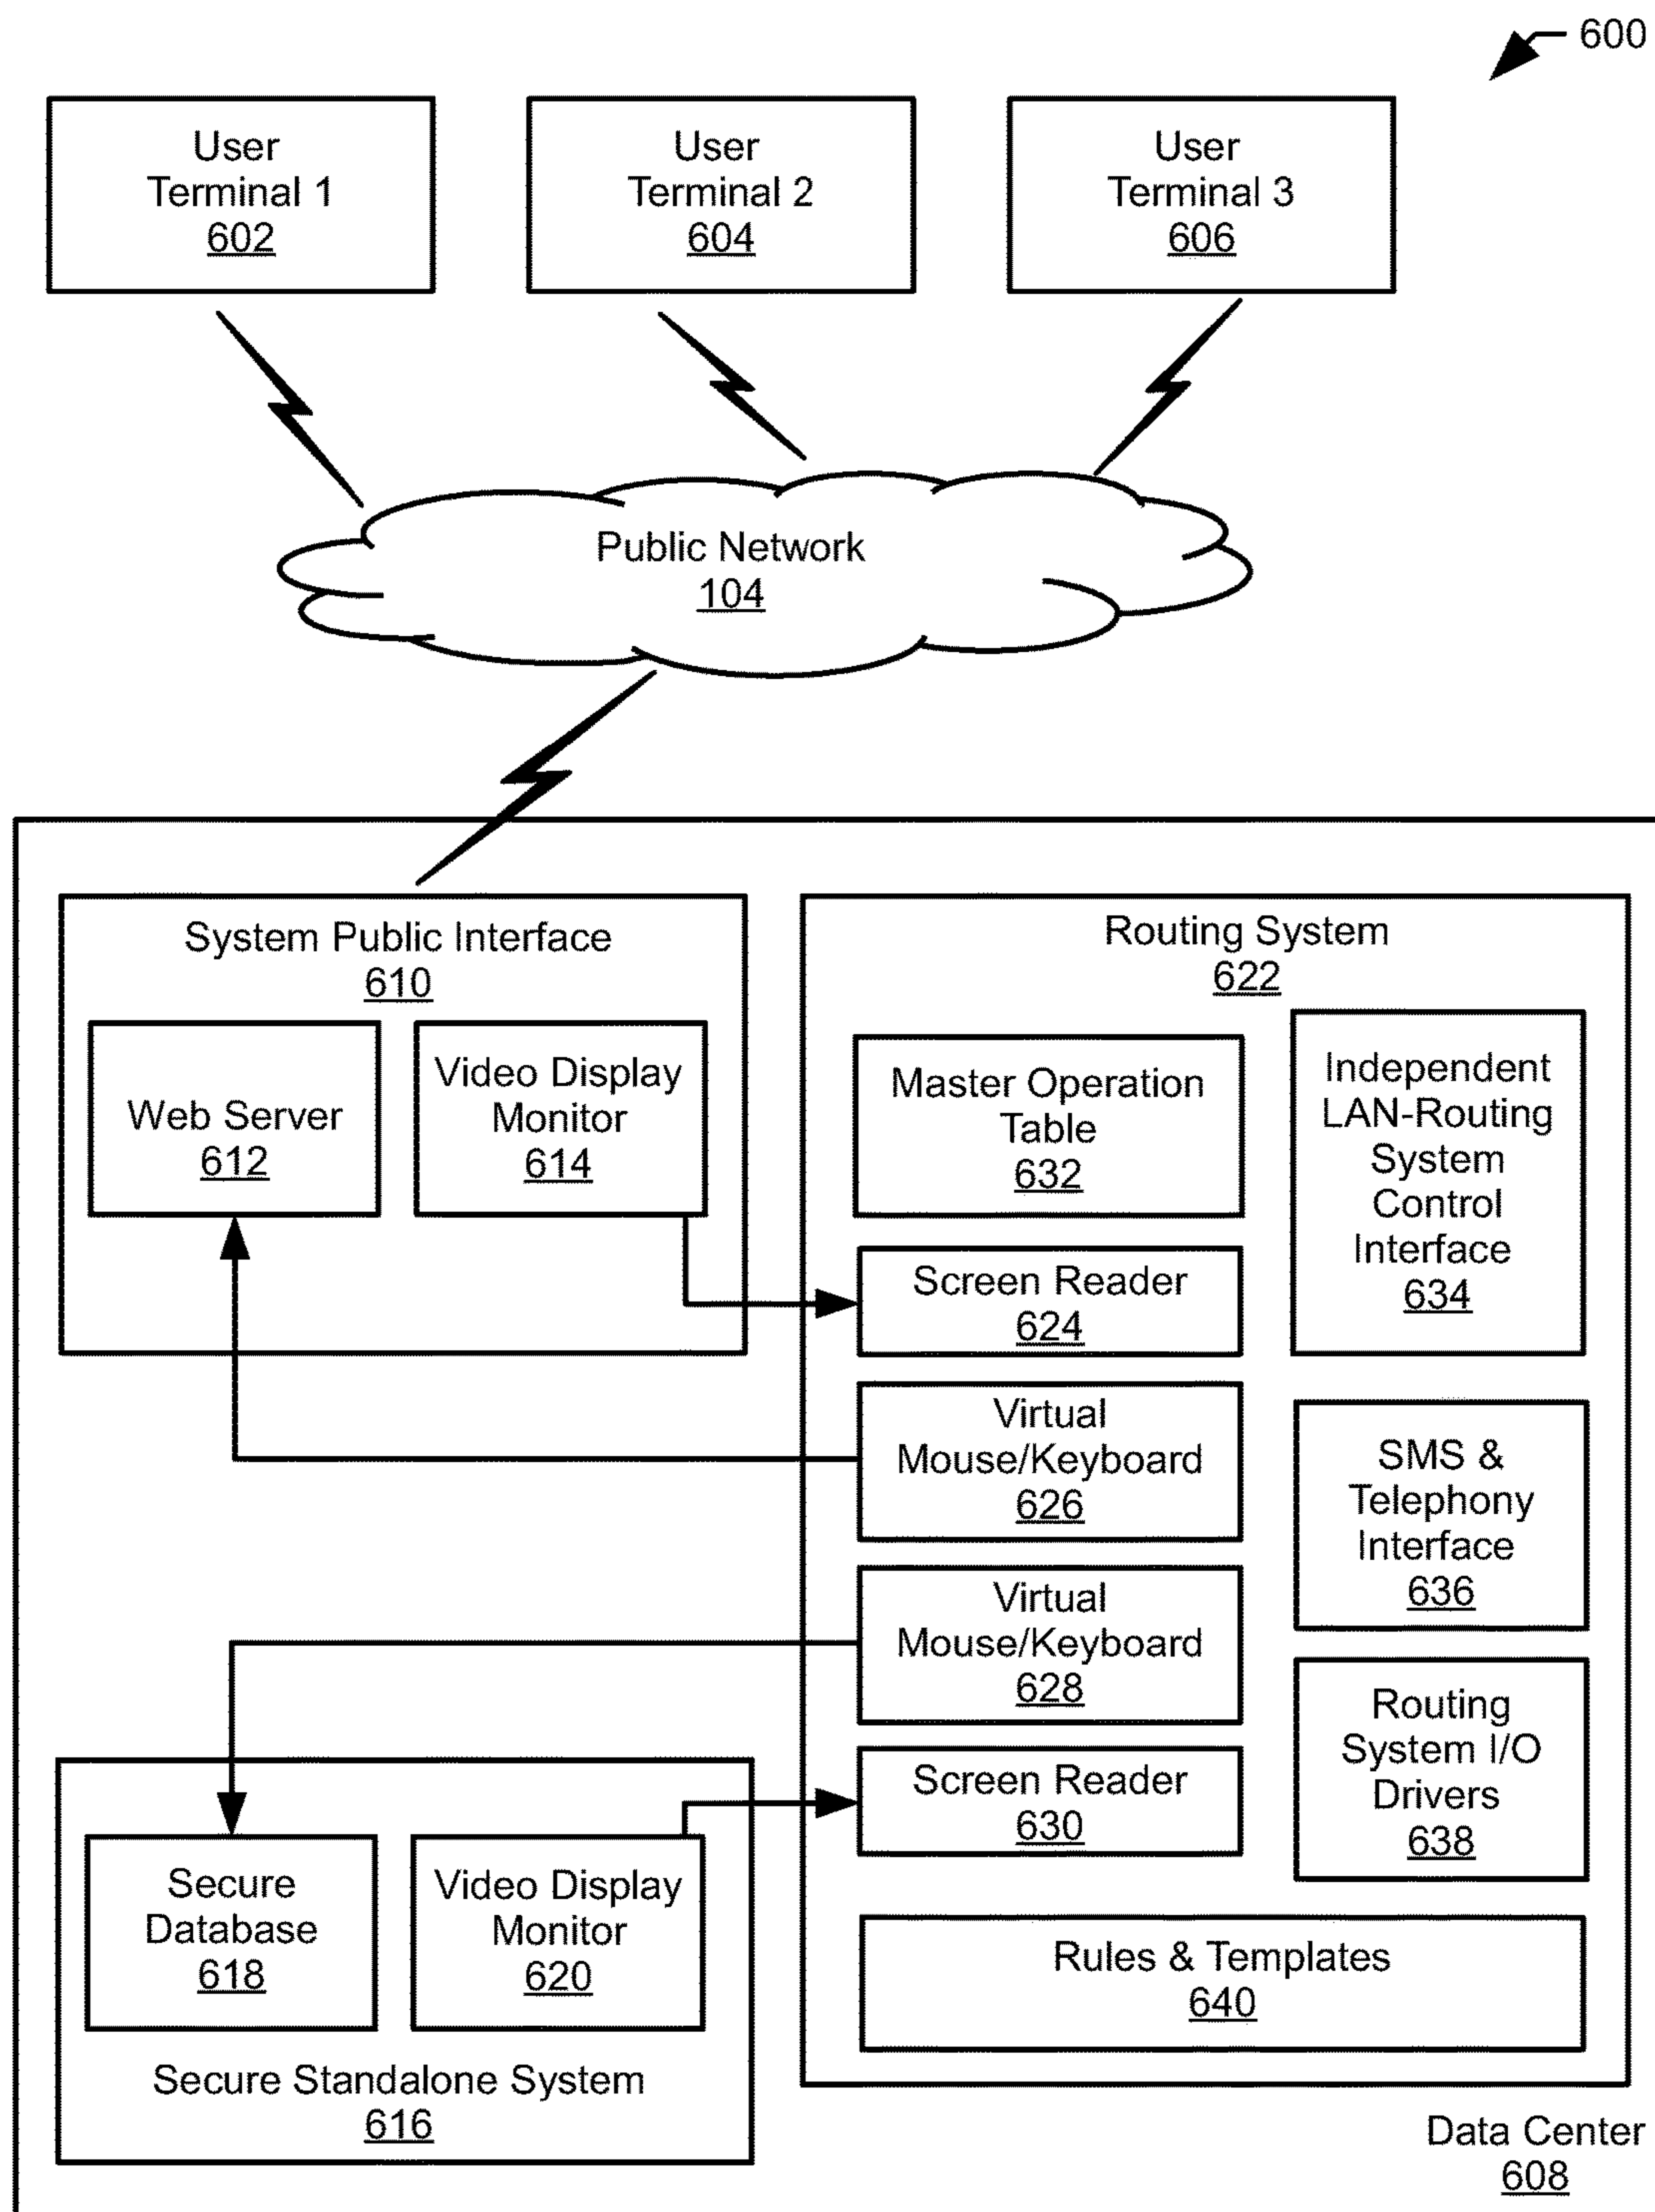 600
User
Terminal 1
602
User
Terminal 2
604
User
Terminal 3
606
Public Network
104
System Public Interface
610
Web Server
612
Video Display
Monitor
614
Routing System
622
Master Operation
Table
632
Independent
LAN-Routing
System
Control
Interface
634
Screen Reader
624
Virtual
Mouse/Keyboard
626
SMS &
Telephony
Interface
636
Virtual
Mouse/Keyboard
628
Routing
System I/O
Drivers
638
Screen Reader
630
Secure
Database
618
Video Display
Monitor
620
Secure Standalone System
616
Rules & Templates
640
Data Center
608